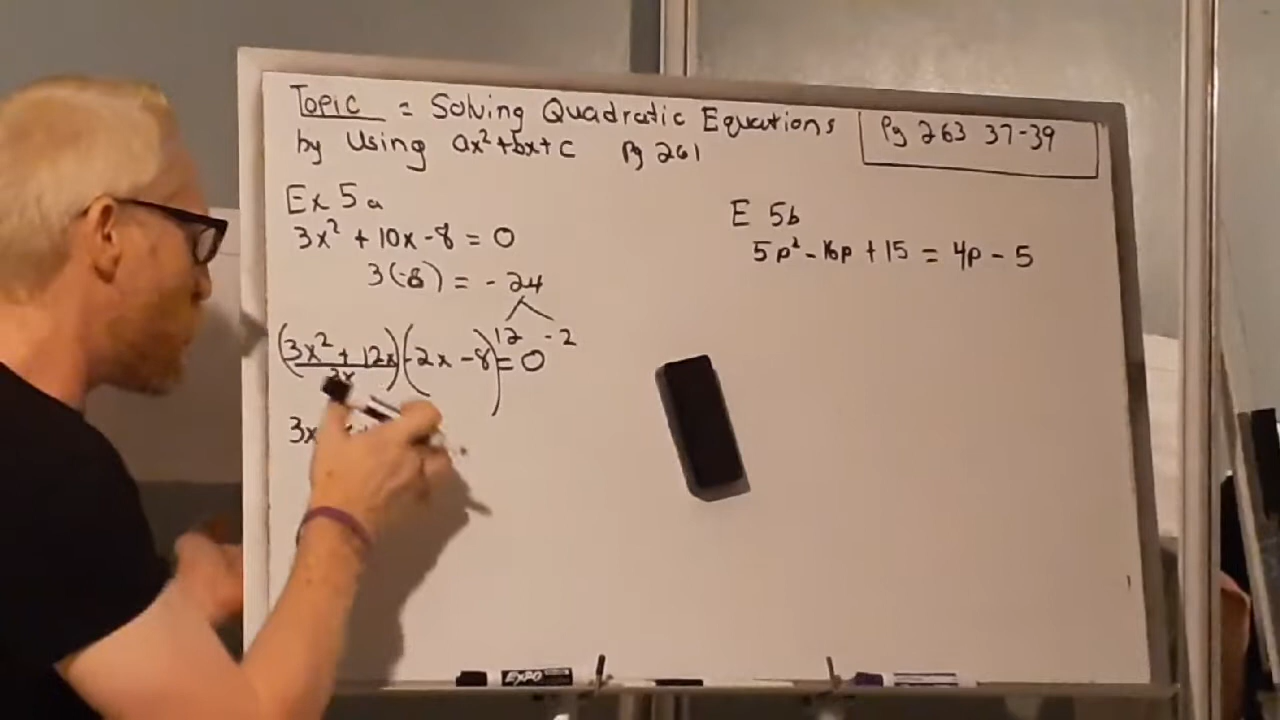 Topic = Solving Quadratic Equations
by Using ax²+bx+c Pg 261
Pg 263 37-39
Ex 5a
3x² + 10x - 8 = 0
3(-8) = - 24
12 -2
(3x² + 12x)(-2x - 8) = 0
3x
3x
E 5b
5p² - 16p + 15 = 4p - 5
EXPO